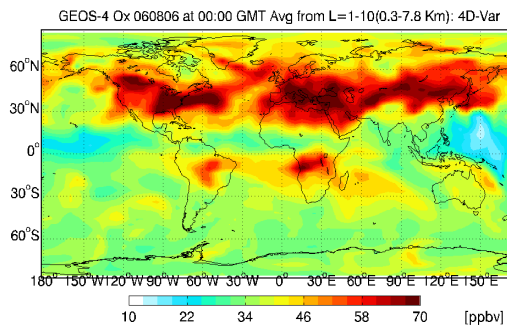 GEOS-4 Ox 060806 at 00:00 GMT Avg from L=1-10(0.3-7.8 Km): 4D-Var
60°N
30°N
0°
30°S
60°S
180 150°W 120°W 90°W 60°W 30°W 0° 30°E 60°E 90°E 120°E 150°E
10 22 34 46 58 70 [ppbv]